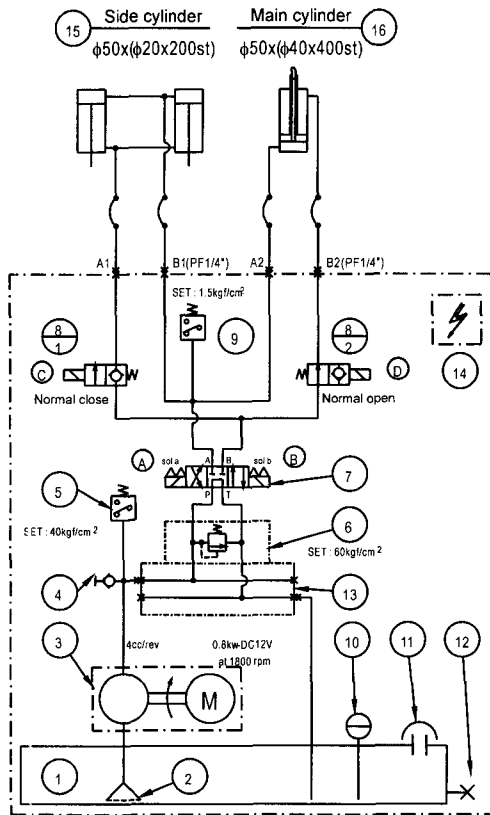 15 Side cylinder Main cylinder 16
ϕ50x(ϕ20x200st) ϕ50x(ϕ40x400st)
A1 B1(PF1/4") A2 B2(PF1/4")
SET : 1.5kgf/cm²
8
1
9
8
2
14
C
D
Normal close
Normal open
A
sol a
A B
sol b
B
P T
7
5
6
SET : 40kgf/cm²
SET : 60kgf/cm²
4
13
3
4cc/rev
0.8kw-DC12V
at 1800 rpm
10
11
12
M
1
2